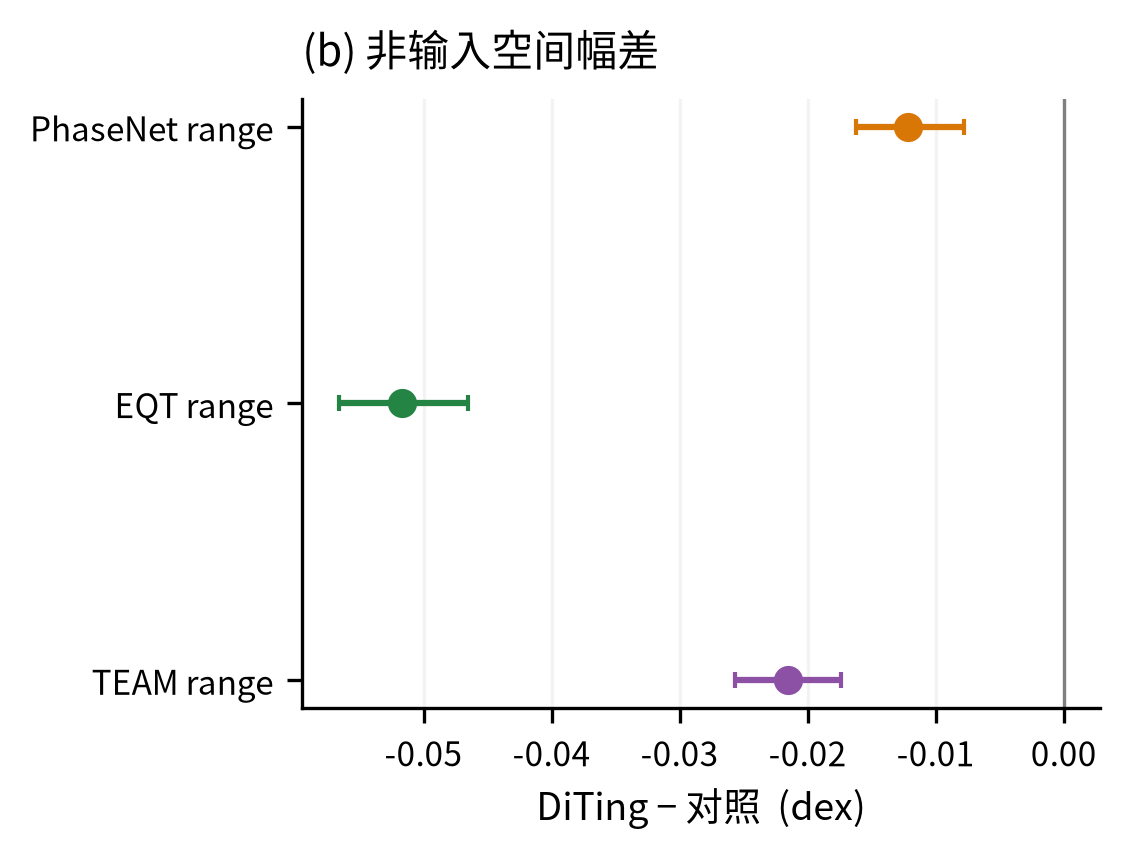 (b) 非输入空间幅差
PhaseNet range
EQT range
TEAM range
-0.05 -0.04 -0.03 -0.02 -0.01 0.00
DiTing − 对照 (dex)